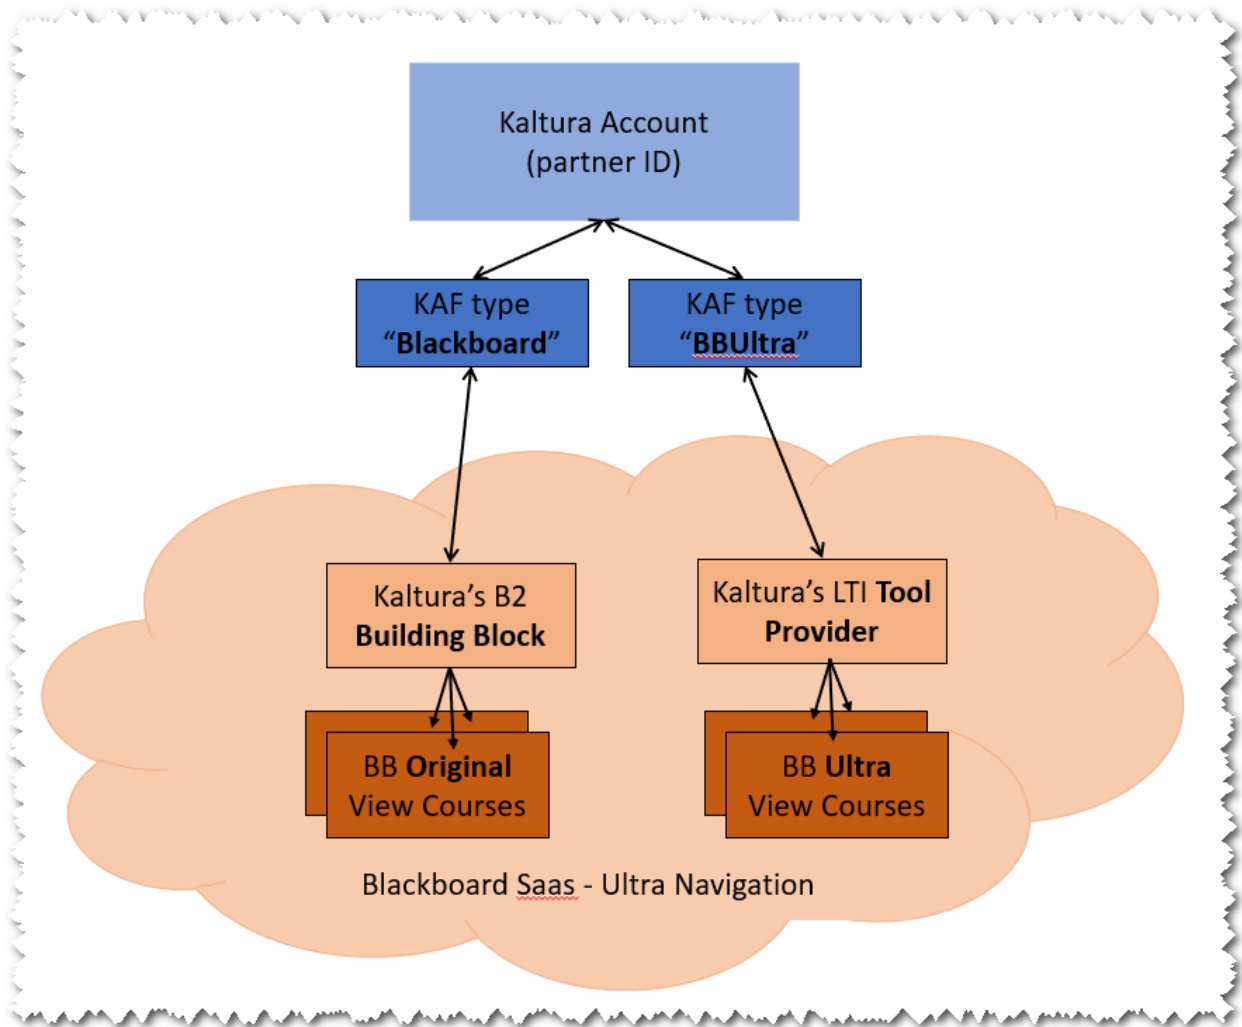 Kaltura Account
(partner ID)
KAF type
“Blackboard”
KAF type
“BBUltra”
Kaltura’s B2
Building Block
Kaltura’s LTI Tool
Provider
BB Original
View Courses
BB Ultra
View Courses
Blackboard Saas - Ultra Navigation